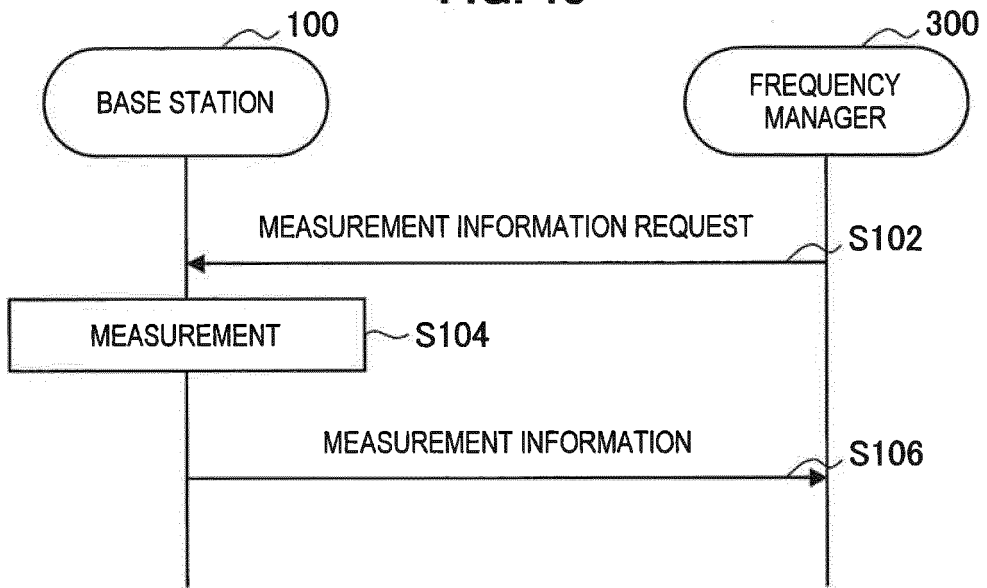 100
300
BASE STATION
FREQUENCY
MANAGER
MEASUREMENT INFORMATION REQUEST
S102
MEASUREMENT
S104
MEASUREMENT INFORMATION
S106